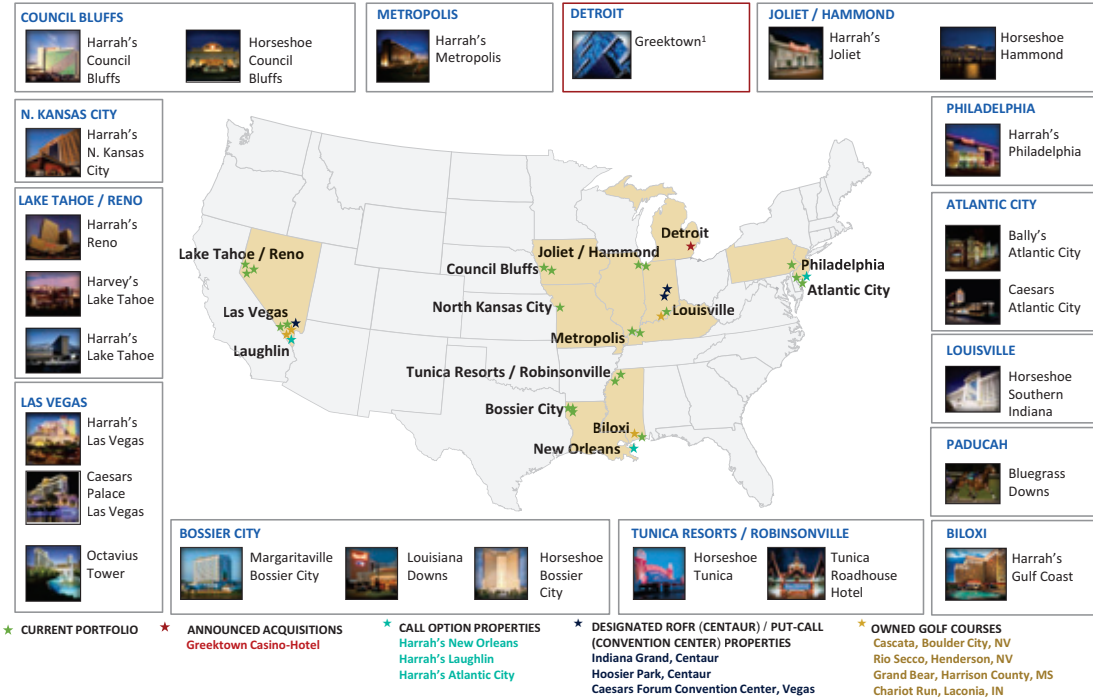 COUNCIL BLUFFS
Harrah's
Council
Bluffs
Horseshoe
Council
Bluffs
METROPOLIS
Harrah's
Metropolis
DETROIT
Greektown¹
JOLIET / HAMMOND
Harrah's
Joliet
Horseshoe
Hammond
N. KANSAS CITY
Harrah's
N. Kansas
City
LAKE TAHOE / RENO
Harrah's
Reno
Harvey's
Lake Tahoe
Harrah's
Lake Tahoe
LAS VEGAS
Harrah's
Las Vegas
Caesars
Palace
Las Vegas
Octavius
Tower
Lake Tahoe / Reno
Las Vegas
Laughlin
Council Bluffs
North Kansas City
Joliet / Hammond
Detroit
Metropolis
Louisville
Philadelphia
Atlantic City
Tunica Resorts / Robinsonville
Bossier City
Biloxi
New Orleans
PHILADELPHIA
Harrah's
Philadelphia
ATLANTIC CITY
Bally's
Atlantic City
Caesars
Atlantic City
LOUISVILLE
Horseshoe
Southern
Indiana
PADUCAH
Bluegrass
Downs
BOSSIER CITY
Margaritaville
Bossier City
Louisiana
Downs
Horseshoe
Bossier
City
TUNICA RESORTS / ROBINSONVILLE
Horseshoe
Tunica
Tunica
Roadhouse
Hotel
BILOXI
Harrah's
Gulf Coast
CURRENT PORTFOLIO
ANNOUNCED ACQUISITIONS
Greektown Casino-Hotel
CALL OPTION PROPERTIES
Harrah's New Orleans
Harrah's Laughlin
Harrah's Atlantic City
DESIGNATED ROFR (CENTAUR) / PUT-CALL
(CONVENTION CENTER) PROPERTIES
Indiana Grand, Centaur
Hoosier Park, Centaur
Caesars Forum Convention Center, Vegas
OWNED GOLF COURSES
Cascata, Boulder City, NV
Rio Secco, Henderson, NV
Grand Bear, Harrison County, MS
Chariot Run, Laconia, IN